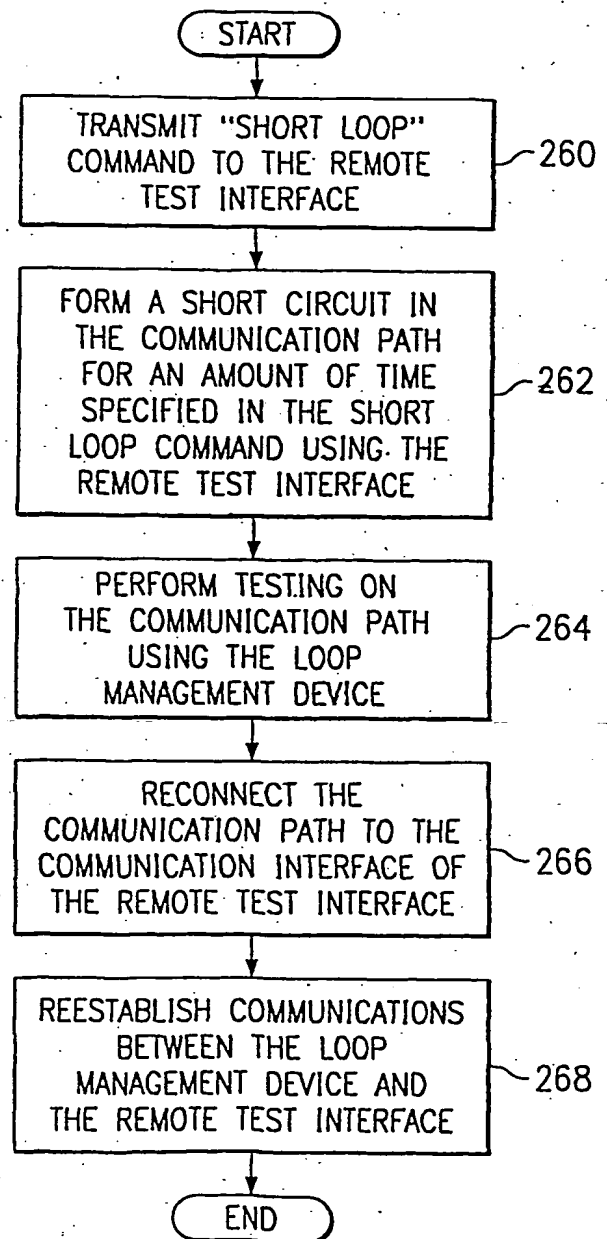 START
TRANSMIT "SHORT LOOP"
COMMAND TO THE REMOTE
TEST INTERFACE
260
FORM A SHORT CIRCUIT IN
THE COMMUNICATION PATH
FOR AN AMOUNT OF TIME
SPECIFIED IN THE SHORT
LOOP COMMAND USING THE
REMOTE TEST INTERFACE
262
PERFORM TESTING ON
THE COMMUNICATION PATH
USING THE LOOP
MANAGEMENT DEVICE
264
RECONNECT THE
COMMUNICATION PATH TO THE
COMMUNICATION INTERFACE OF
THE REMOTE TEST INTERFACE
266
REESTABLISH COMMUNICATIONS
BETWEEN THE LOOP
MANAGEMENT DEVICE AND
THE REMOTE TEST INTERFACE
268
END